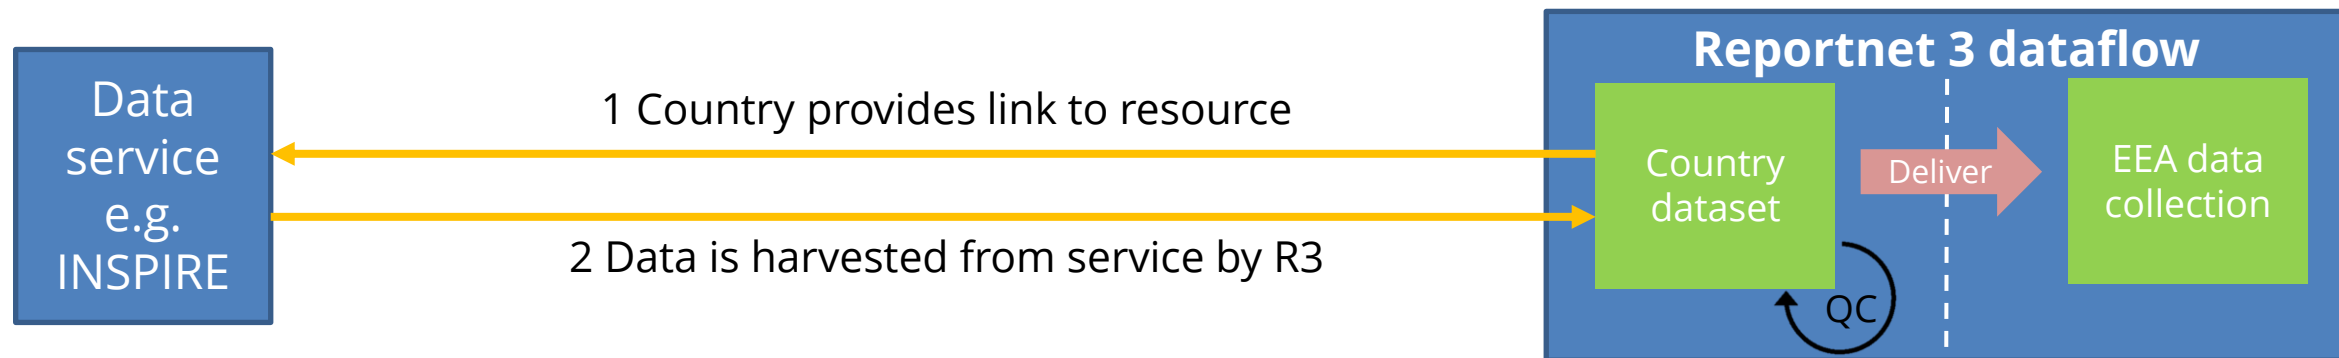 Data
service
e.g.
INSPIRE
1 Country provides link to resource
2 Data is harvested from service by R3
Reportnet 3 dataflow
Country
dataset
Deliver
EEA data
collection
QC